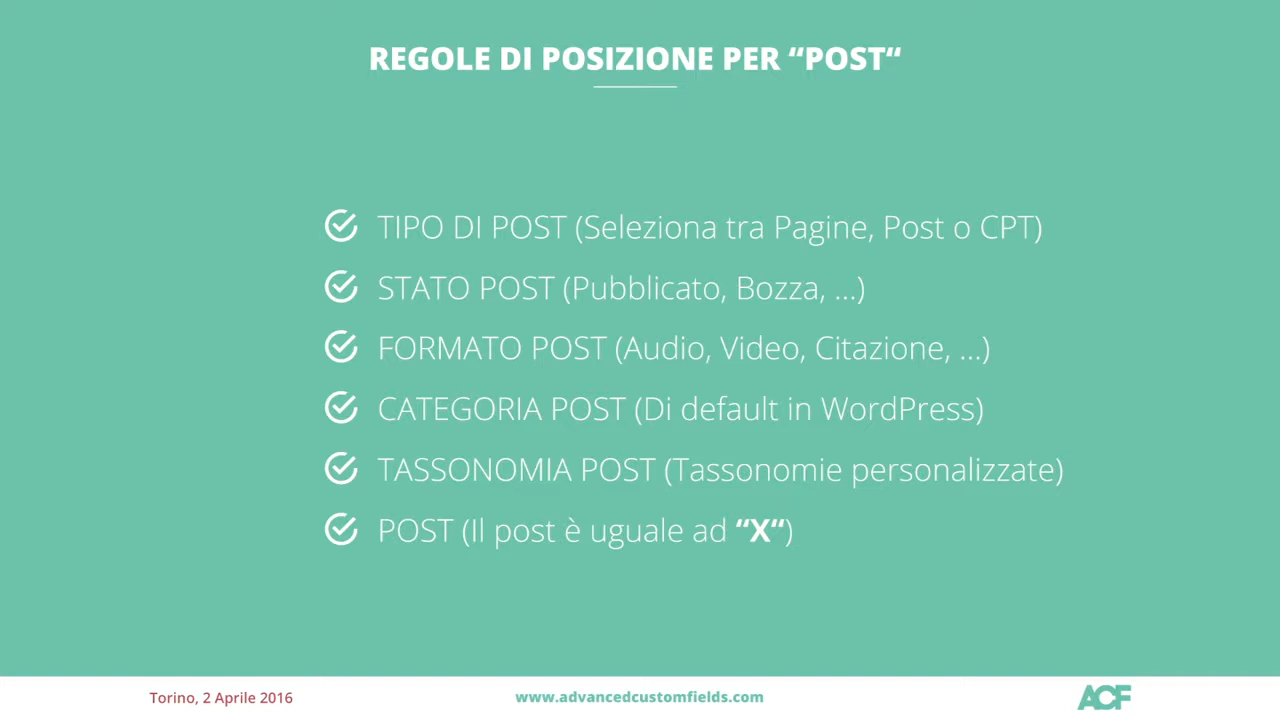 REGOLE DI POSIZIONE PER “POST“
TIPO DI POST (Seleziona tra Pagine, Post o CPT)
STATO POST (Pubblicato, Bozza, ...)
FORMATO POST (Audio, Video, Citazione, ...)
CATEGORIA POST (Di default in WordPress)
TASSONOMIA POST (Tassonomie personalizzate)
POST (Il post è uguale ad “X“)
Torino, 2 Aprile 2016
www.advancedcustomfields.com
ACF